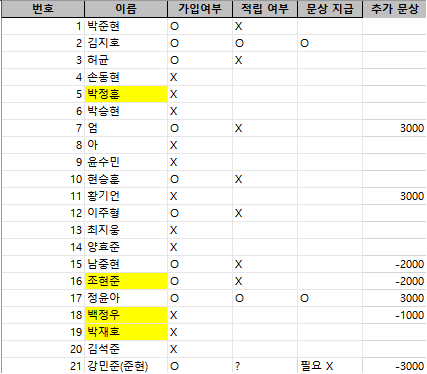 번호 이름 가입여부 적립 여부 문상 지급 추가 문상
1 박준현 O X
2 김지호 O O O
3 허균 O X
4 손동현 X
5 박정훈 X
6 박승현 X
7 엄 O X 3000
8 아 X
9 윤수민 X
10 현승훈 O X
11 황기연 X 3000
12 이주형 O X
13 최지웅 X
14 양효준 X
15 남중현 O X -2000
16 조현준 O X -2000
17 정윤아 O O O 3000
18 백정우 X -1000
19 박재호 X
20 김석준 X
21 강민준(준현) O ? 필요 X -3000